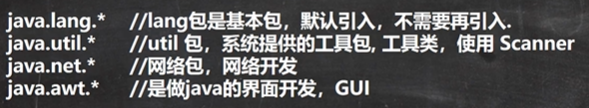 java.lang.* //lang包是基本包，默认引入，不需要再引入.
java.util.* //util 包，系统提供的工具包, 工具类，使用 Scanner
java.net.* //网络包，网络开发
java.awt.* //是做java的界面开发，GUI